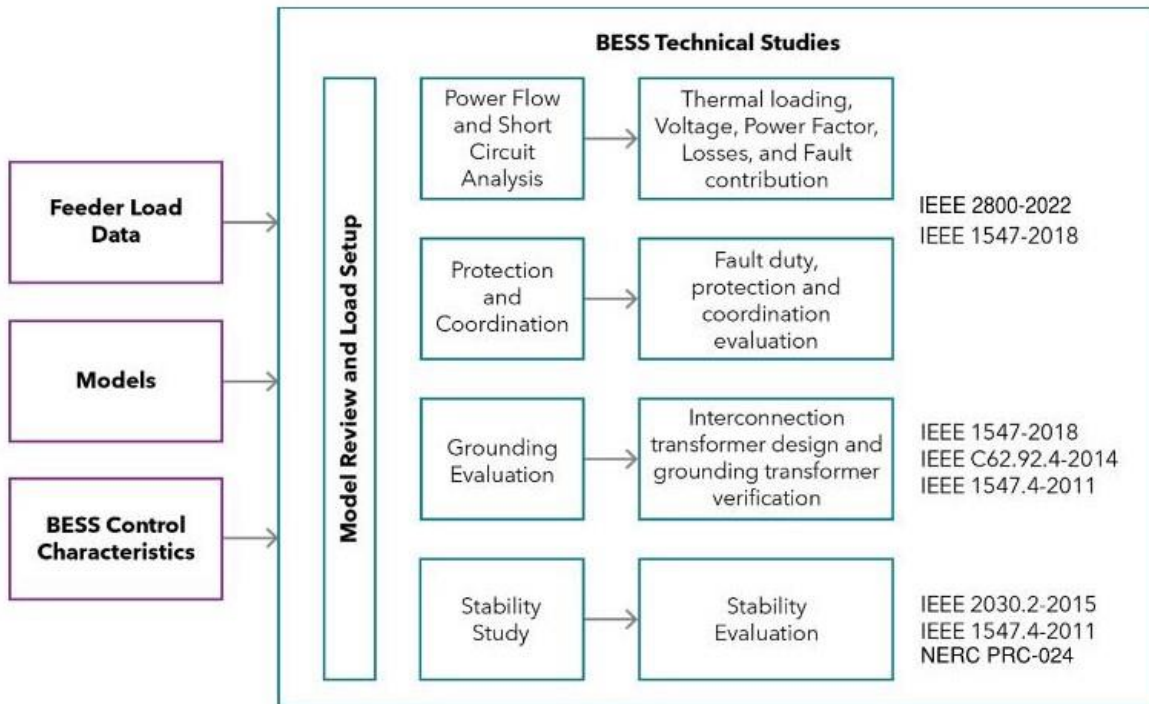 BESS Technical Studies
Feeder Load
Data
Models
BESS Control
Characteristics
Model Review and Load Setup
Power Flow
and Short
Circuit
Analysis
Thermal loading,
Voltage, Power Factor,
Losses, and Fault
contribution
IEEE 2800-2022
IEEE 1547-2018
Protection
and
Coordination
Fault duty,
protection and
coordination
evaluation
Grounding
Evaluation
Interconnection
transformer design and
grounding transformer
verification
IEEE 1547-2018
IEEE C62.92.4-2014
IEEE 1547.4-2011
Stability
Study
Stability
Evaluation
IEEE 2030.2-2015
IEEE 1547.4-2011
NERC PRC-024